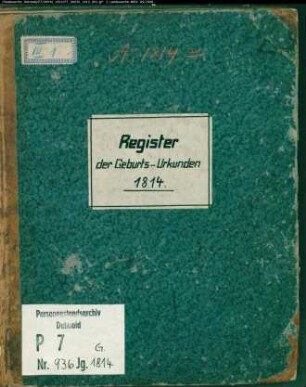 III. 1
A 1814
Register
der Geburts-Urkunden
1814.
Personenstandsarchiv
Detmold
P 7 G.
Nr. 936 Jg. 1814